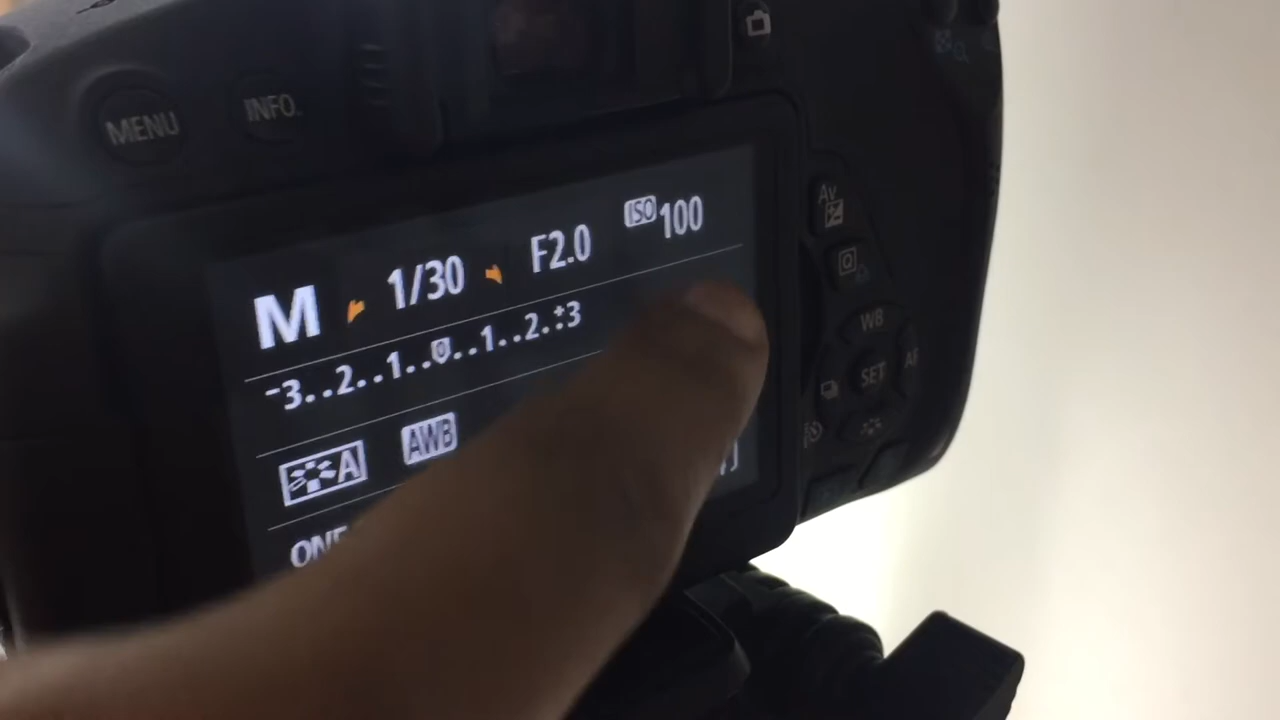 MENU INFO.
M 1/30 F2.0 ISO 100
-3..2..1..0..1..2.+3
A AWB
Av
Q
WB
SET
AF